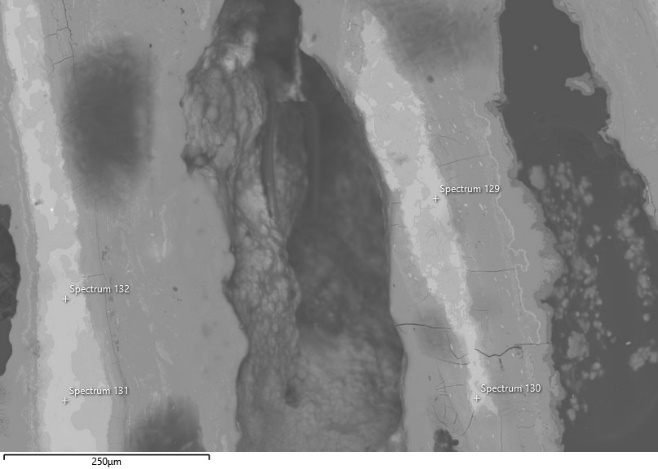 Spectrum 129
Spectrum 132
Spectrum 131
Spectrum 130
250μm